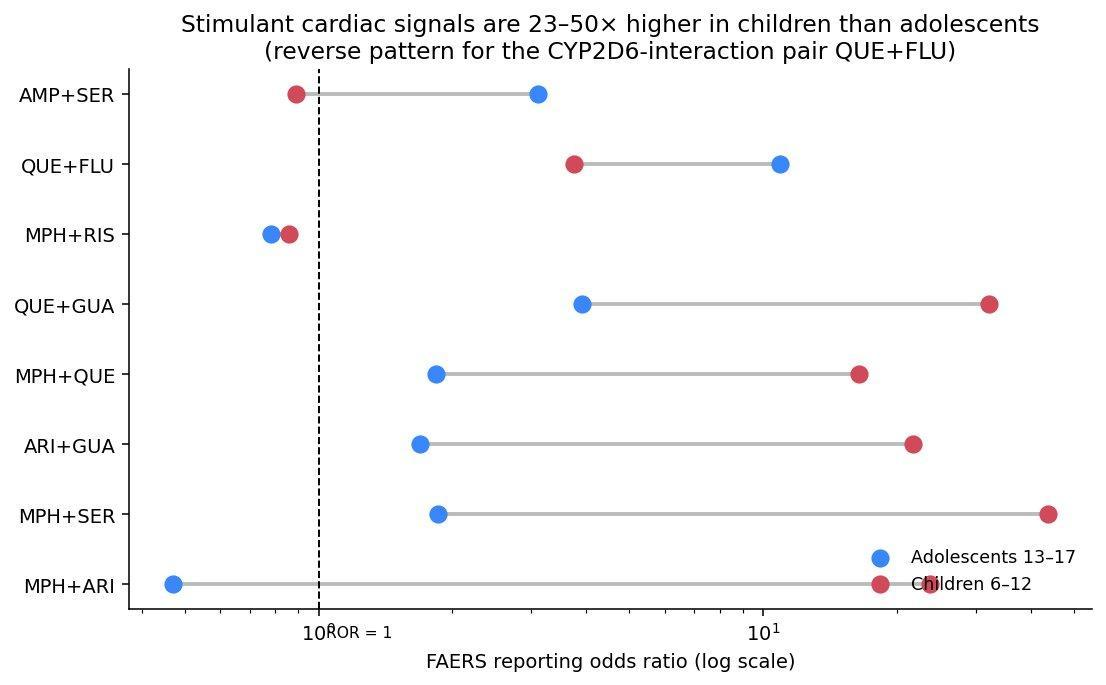 Stimulant cardiac signals are 23–50× higher in children than adolescents
(reverse pattern for the CYP2D6-interaction pair QUE+FLU)
AMP+SER
QUE+FLU
MPH+RIS
QUE+GUA
MPH+QUE
ARI+GUA
MPH+SER
MPH+ARI
Adolescents 13–17
Children 6–12
10⁰
ROR = 1
10¹
FAERS reporting odds ratio (log scale)